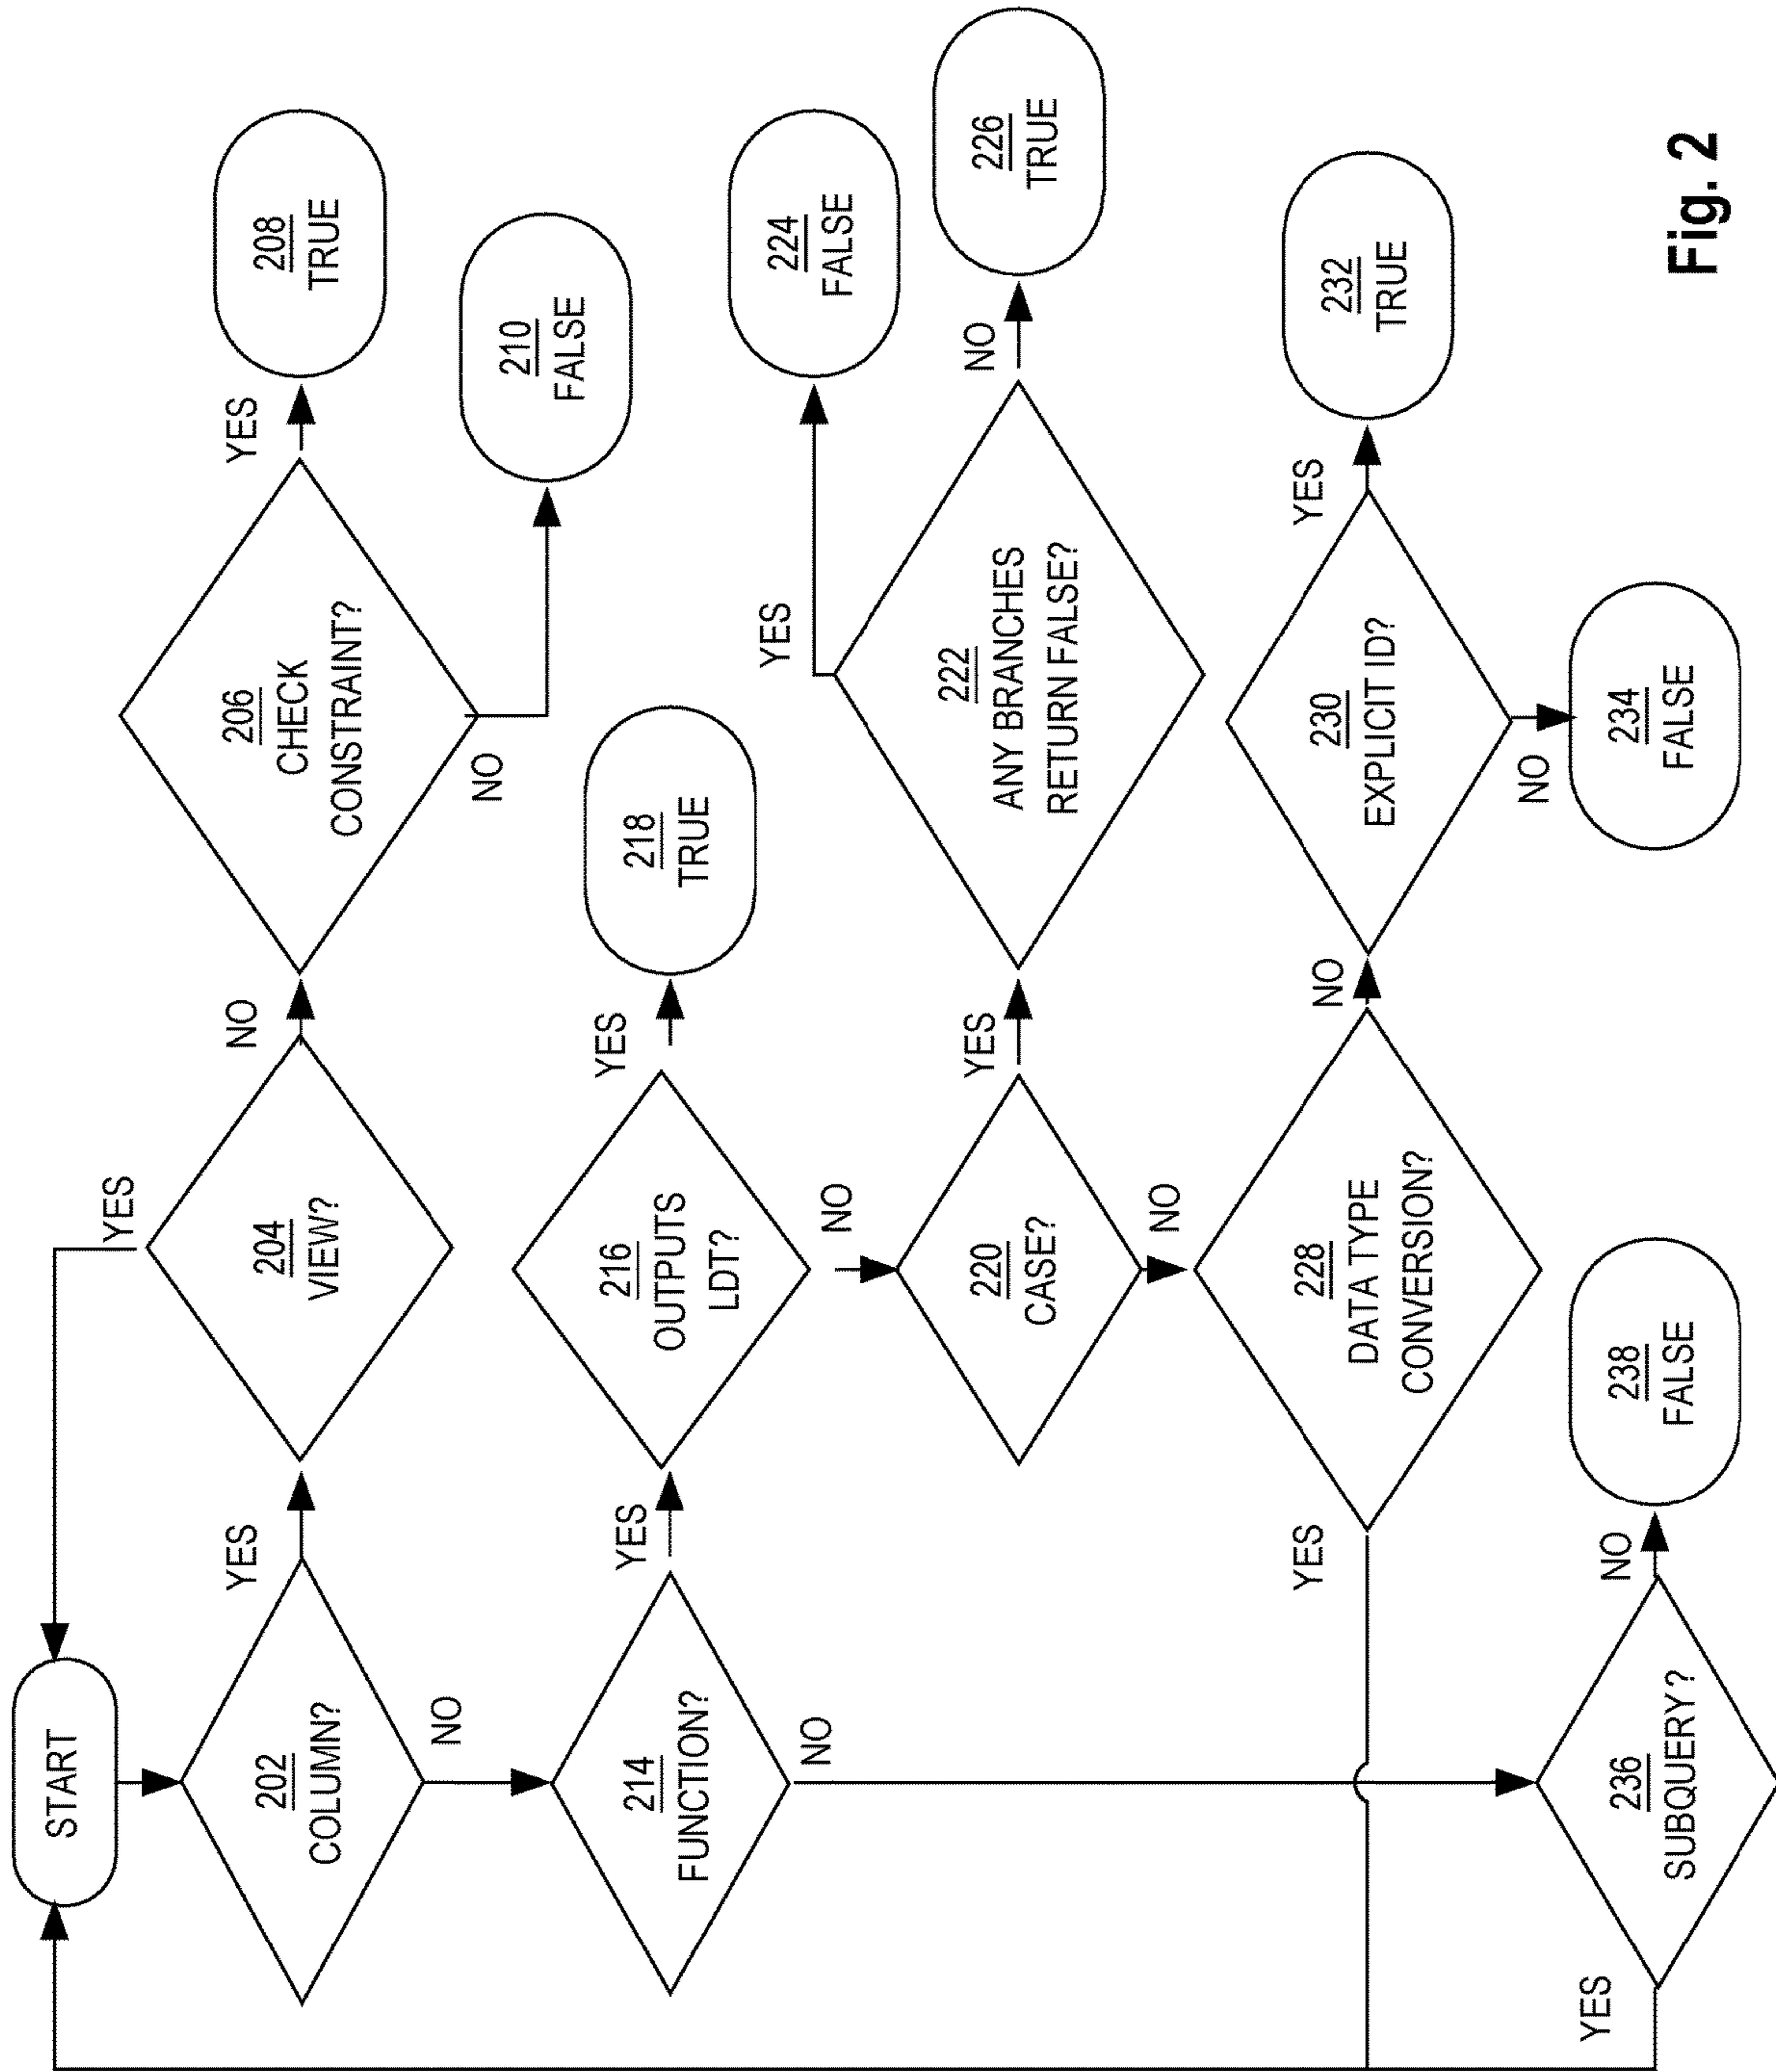 START
202
COLUMN?
YES
NO
204
VIEW?
YES
NO
206
CHECK
CONSTRAINT?
YES
NO
208
TRUE
210
FALSE
214
FUNCTION?
YES
NO
216
OUTPUTS
LDT?
YES
NO
218
TRUE
220
CASE?
YES
NO
222
ANY BRANCHES
RETURN FALSE?
YES
NO
224
FALSE
226
TRUE
228
DATA TYPE
CONVERSION?
YES
NO
230
EXPLICIT ID?
YES
NO
232
TRUE
234
FALSE
236
SUBQUERY?
YES
NO
238
FALSE
Fig. 2